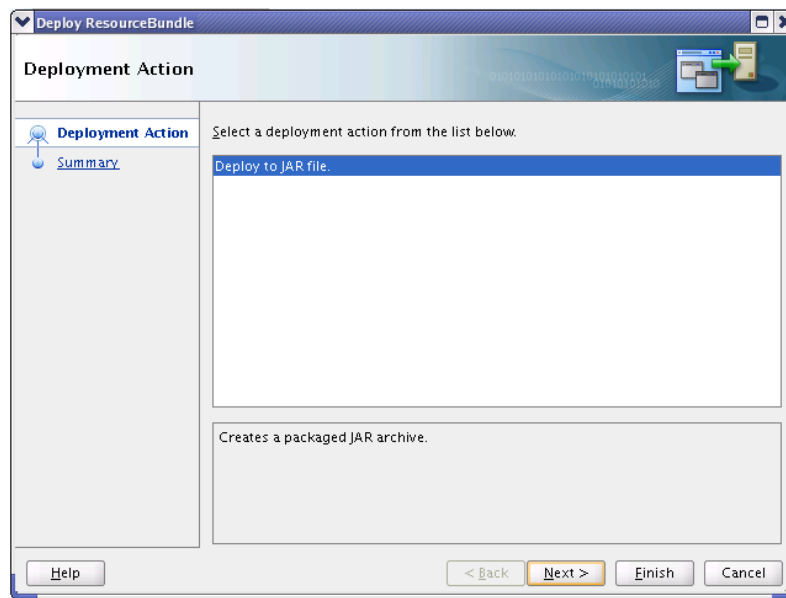 Deploy ResourceBundle
Deployment Action
Deployment Action
Summary
Select a deployment action from the list below.
Deploy to JAR file.
Creates a packaged JAR archive.
Help
< Back
Next >
Finish
Cancel